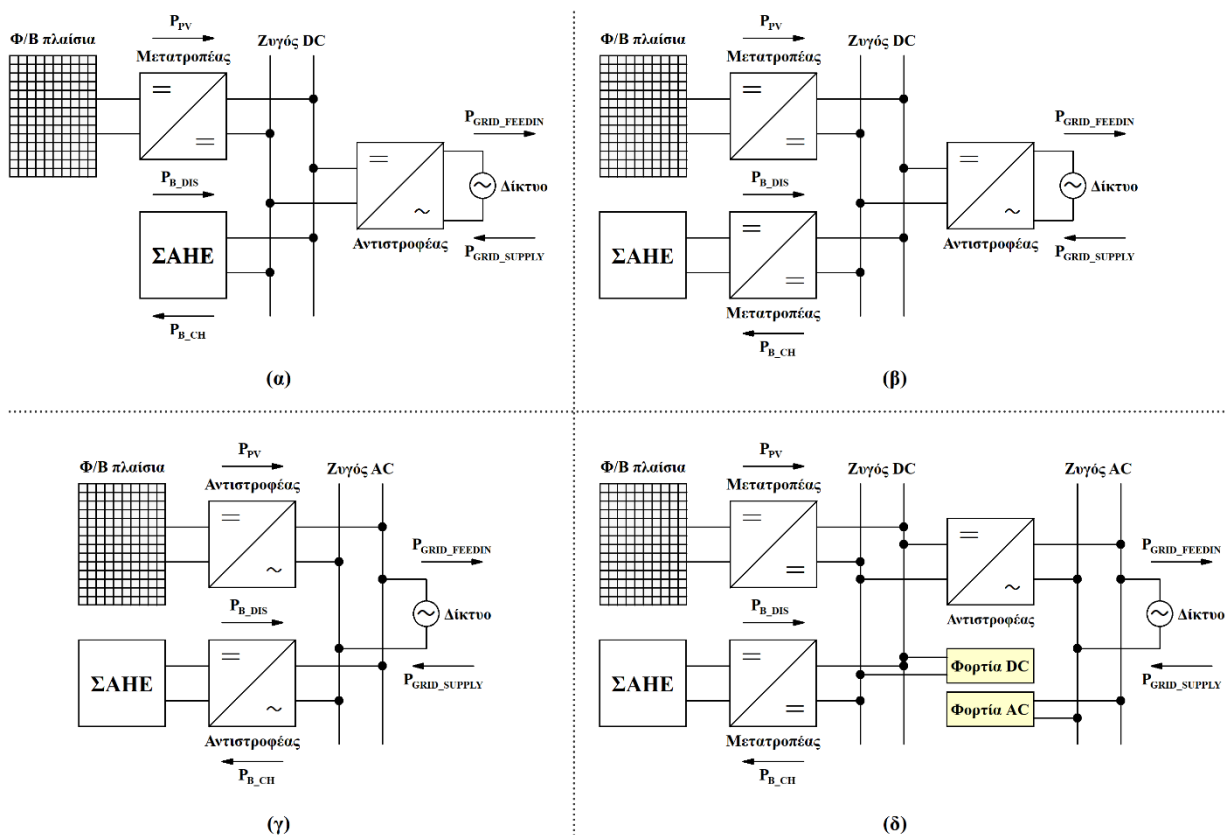 P_PV
Φ/Β πλαίσια
Μετατροπέας
Ζυγός DC
P_GRID_FEEDIN
P_B_DIS
Δίκτυο
ΣΑΗΕ
Αντιστροφέας
P_GRID_SUPPLY
P_B_CH
(α)
P_PV
Φ/Β πλαίσια
Μετατροπέας
Ζυγός DC
P_GRID_FEEDIN
P_B_DIS
Δίκτυο
ΣΑΗΕ
Αντιστροφέας
P_GRID_SUPPLY
Μετατροπέας
P_B_CH
(β)
P_PV
Φ/Β πλαίσια
Αντιστροφέας
Ζυγός AC
P_GRID_FEEDIN
P_B_DIS
Δίκτυο
ΣΑΗΕ
P_GRID_SUPPLY
Αντιστροφέας
P_B_CH
(γ)
P_PV
Φ/Β πλαίσια
Μετατροπέας
Ζυγός DC
Ζυγός AC
P_GRID_FEEDIN
P_B_DIS
Δίκτυο
Αντιστροφέας
ΣΑΗΕ
Φορτία DC
P_GRID_SUPPLY
Φορτία AC
Μετατροπέας
P_B_CH
(δ)